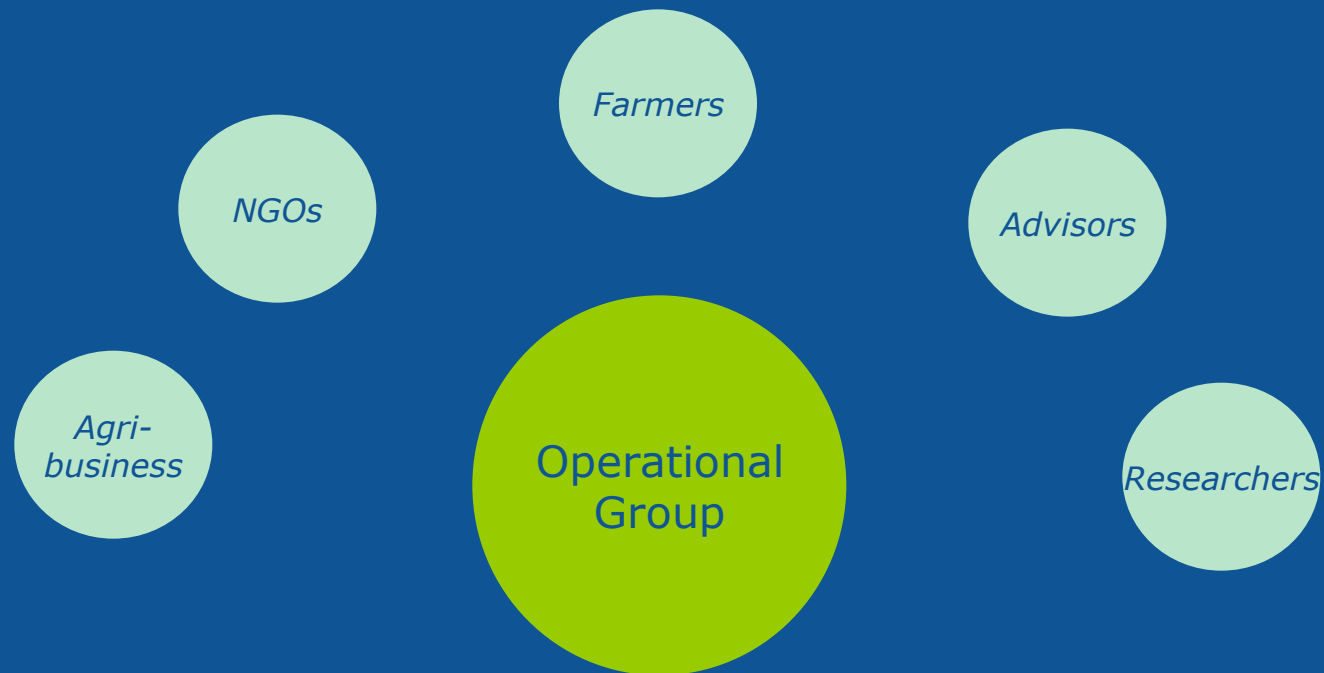 Farmers
NGOs
Advisors
Agri-
business
Operational
Group
Researchers